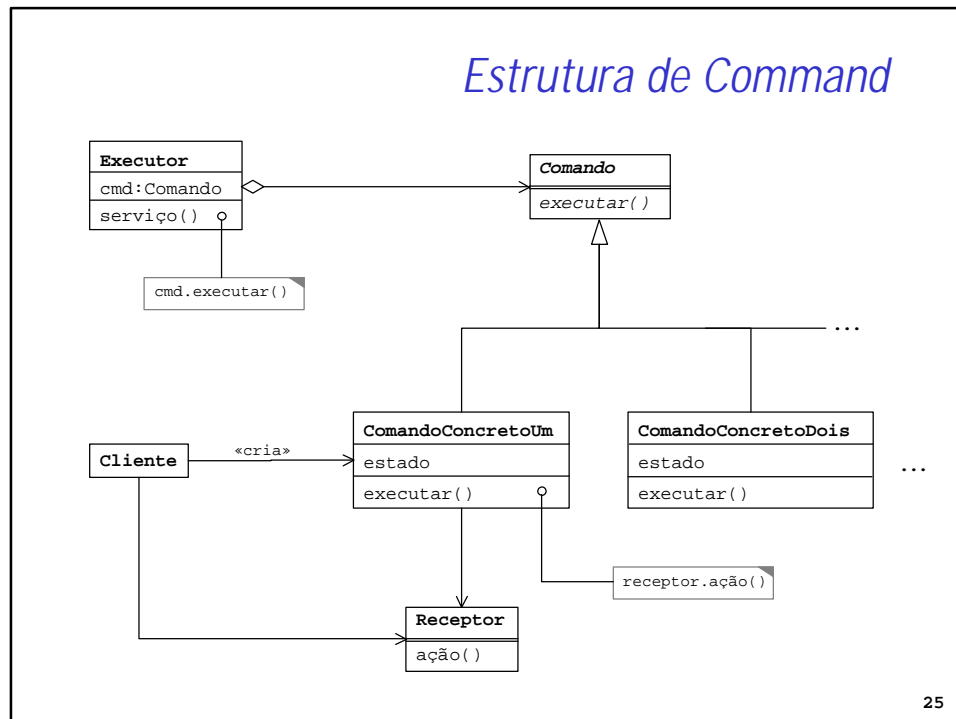 Estrutura de Command
Executor
cmd:Comando
serviço()
cmd.executar()
Comando
executar()
...
Cliente
«cria»
ComandoConcretoUm
estado
executar()
ComandoConcretoDois
estado
executar()
...
receptor.ação()
Receptor
ação()
25